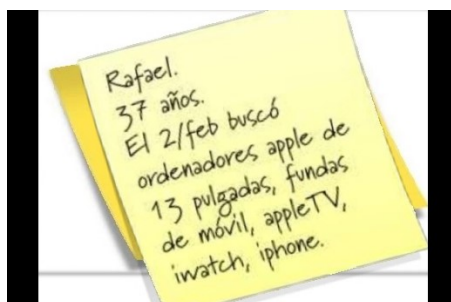 Rafael.
37 años.
El 2/feb buscó
ordenadores apple de
13 pulgadas, fundas
de móvil, appleTV,
iwatch, iphone.